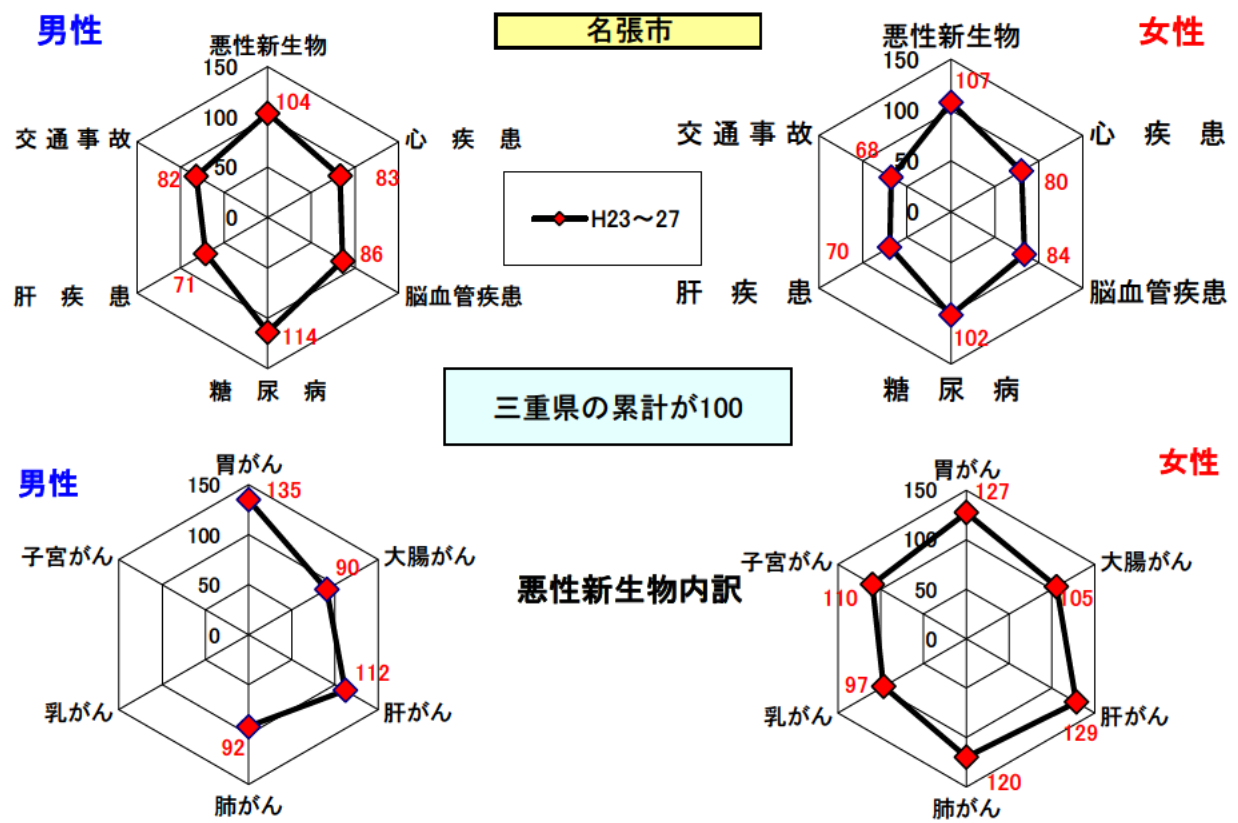 名張市
男性
悪性新生物
150
100
50
0
104
交通事故
心疾患
82
83
71
86
肝疾患
脳血管疾患
114
糖尿病
H23～27
女性
悪性新生物
150
100
50
0
107
交通事故
心疾患
68
80
70
84
肝疾患
脳血管疾患
102
糖尿病
三重県の累計が100
男性
胃がん
150
100
50
0
135
子宮がん
大腸がん
90
112
乳がん
肝がん
92
肺がん
悪性新生物内訳
女性
胃がん
150
100
50
0
127
子宮がん
大腸がん
110
105
97
乳がん
肝がん
129
120
肺がん